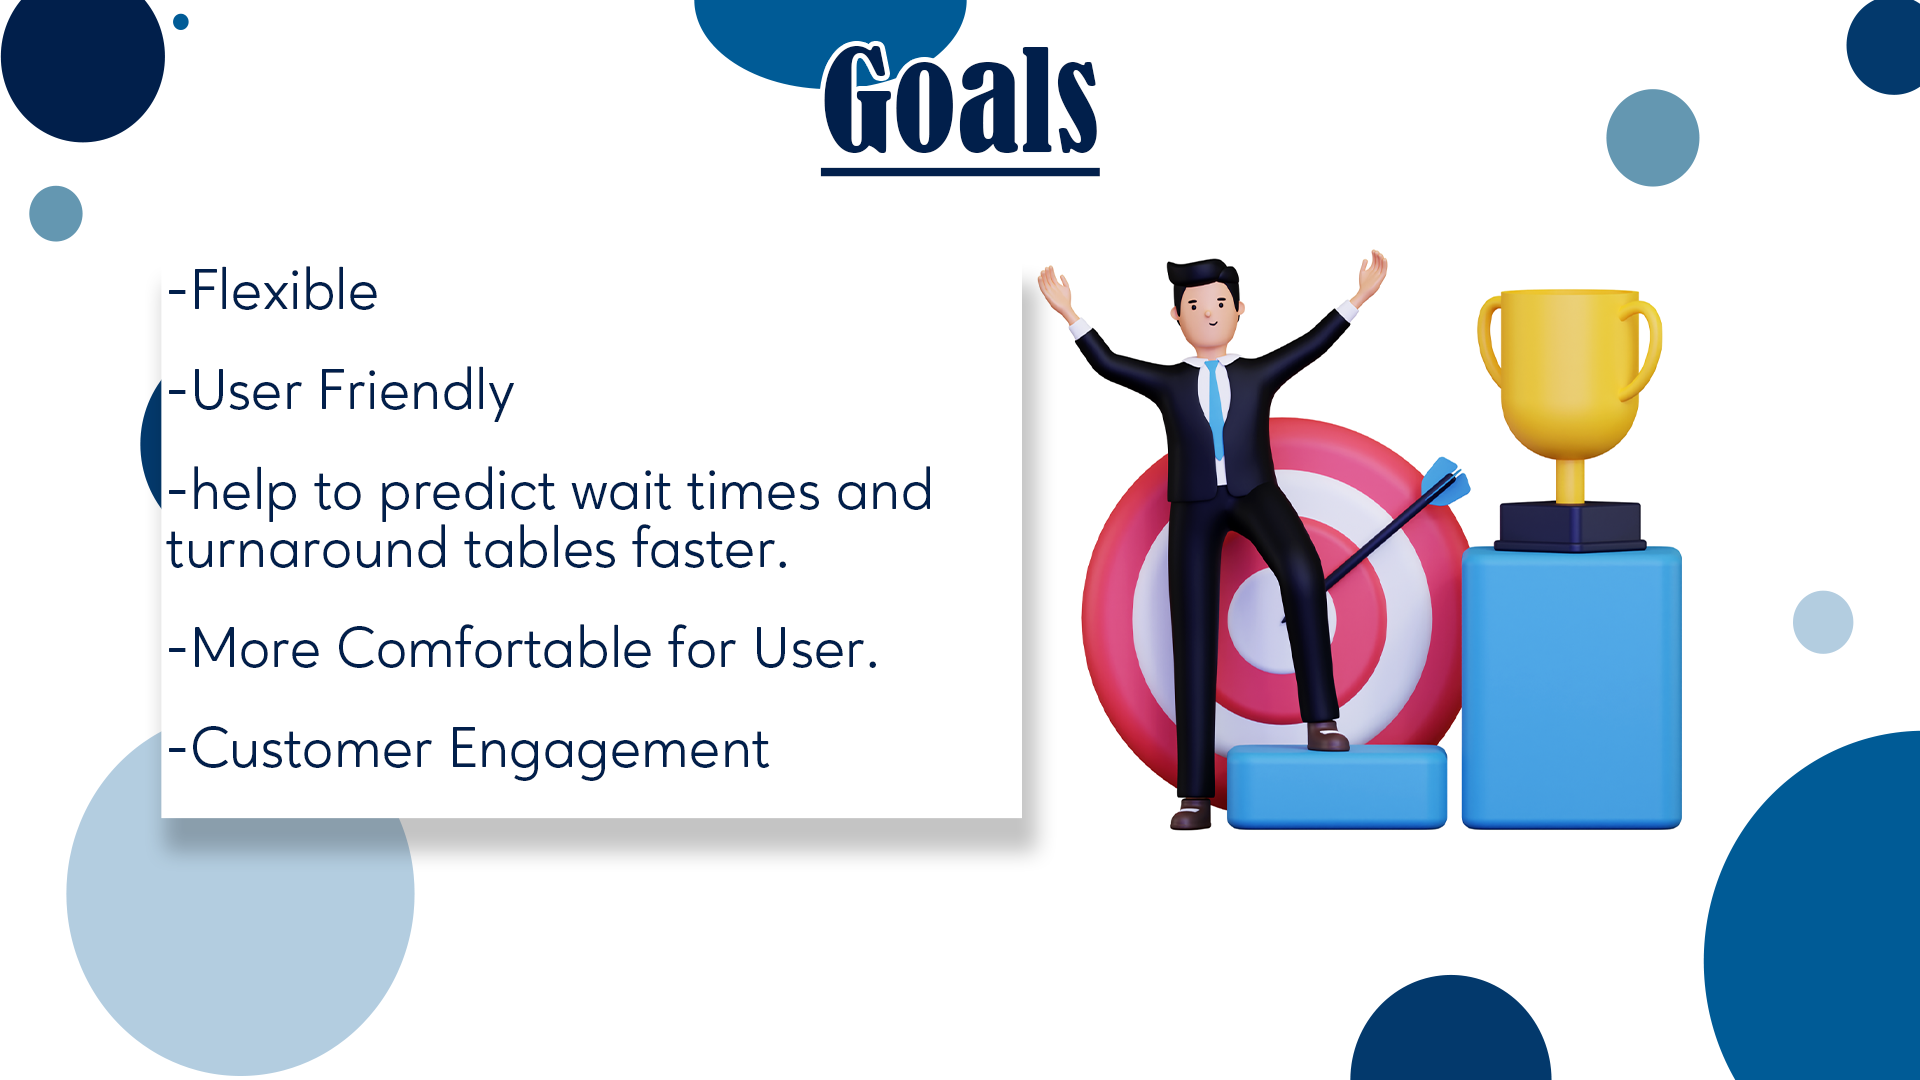 Goals
-Flexible
-User Friendly
-help to predict wait times and
turnaround tables faster.
-More Comfortable for User.
-Customer Engagement